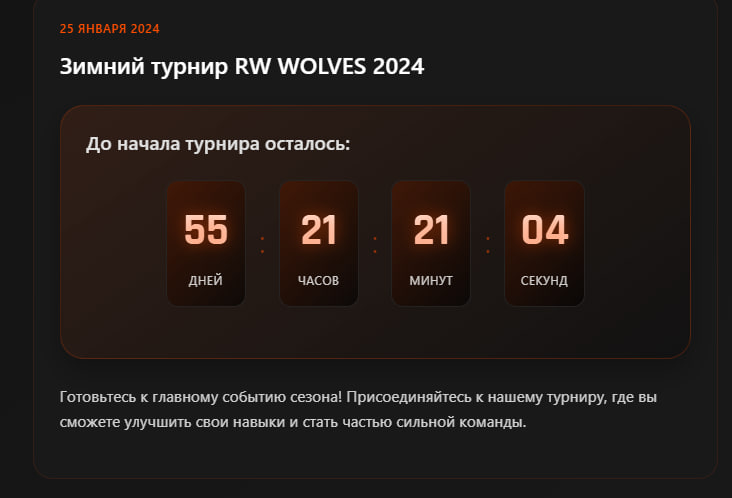 25 ЯНВАРЯ 2024
Зимний турнир RW WOLVES 2024
До начала турнира осталось:
55 : 21 : 21 : 04
ДНЕЙ ЧАСОВ МИНУТ СЕКУНД
Готовьтесь к главному событию сезона! Присоединяйтесь к нашему турниру, где вы
сможете улучшить свои навыки и стать частью сильной команды.